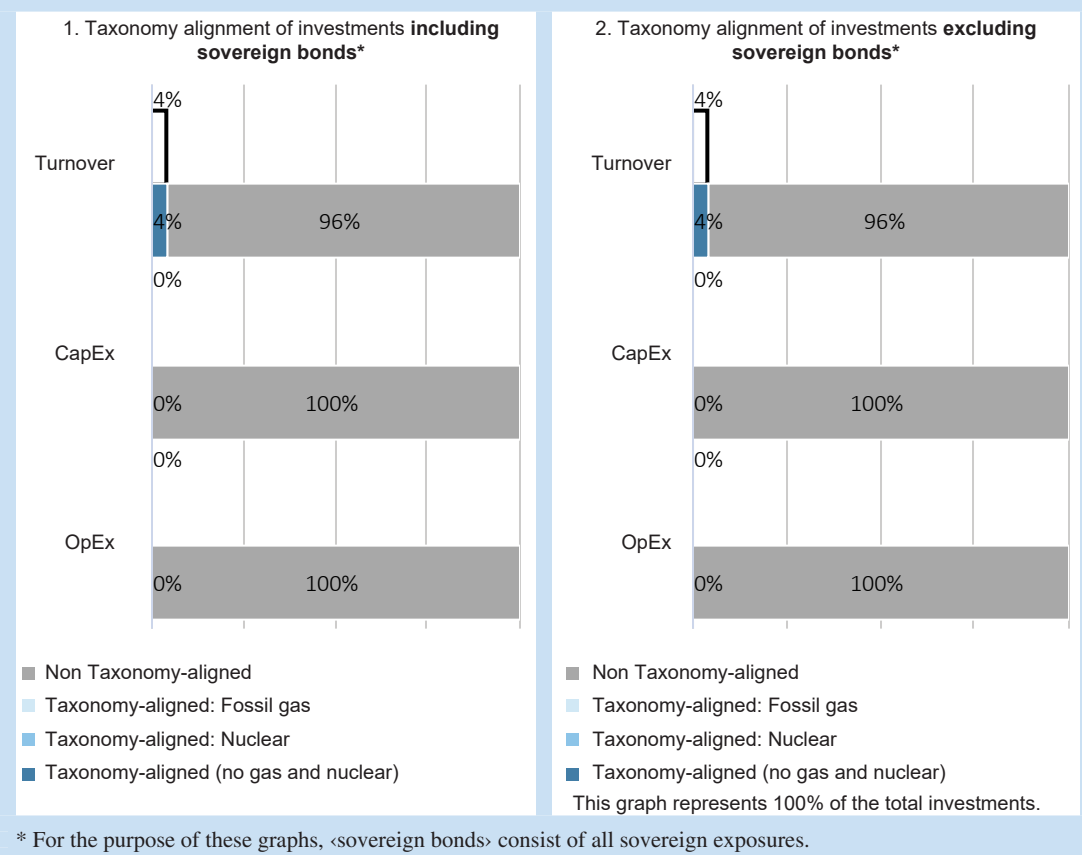 1. Taxonomy alignment of investments including
sovereign bonds*
4%
Turnover
4% 96%
0%
CapEx
0% 100%
0%
OpEx
0% 100%
Non Taxonomy-aligned
Taxonomy-aligned: Fossil gas
Taxonomy-aligned: Nuclear
Taxonomy-aligned (no gas and nuclear)
2. Taxonomy alignment of investments excluding
sovereign bonds*
4%
Turnover
4% 96%
0%
CapEx
0% 100%
0%
OpEx
0% 100%
Non Taxonomy-aligned
Taxonomy-aligned: Fossil gas
Taxonomy-aligned: Nuclear
Taxonomy-aligned (no gas and nuclear)
This graph represents 100% of the total investments.
* For the purpose of these graphs, ‹sovereign bonds› consist of all sovereign exposures.